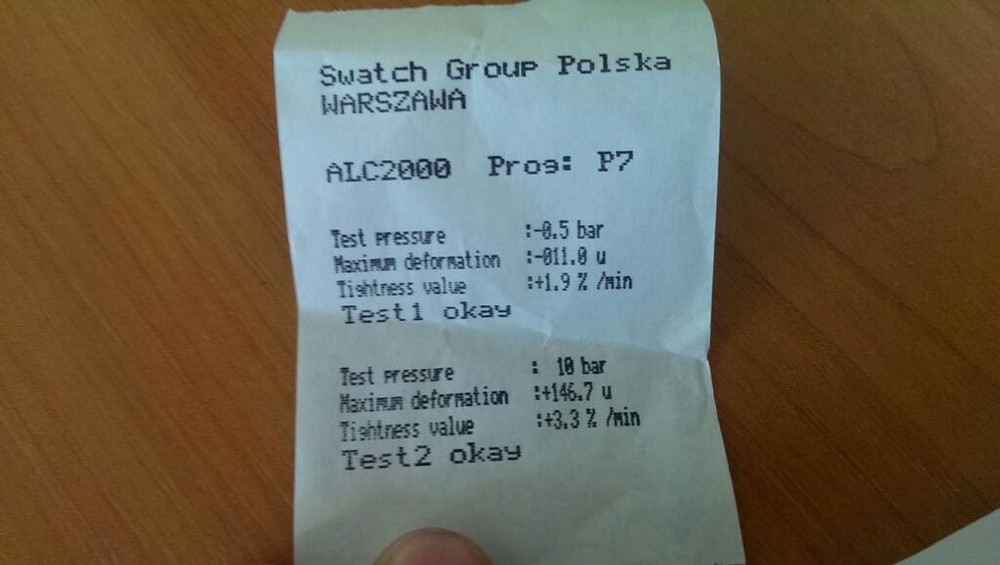 Swatch Group Polska
WARSZAWA
ALC2000 Prog: P7
Test pressure :-0.5 bar
Maximum deformation :-011.0 u
Tightness value :+1.9 % /min
Test1 okay
Test pressure : 10 bar
Maximum deformation :+146.7 u
Tightness value :+3.3 % /min
Test2 okay